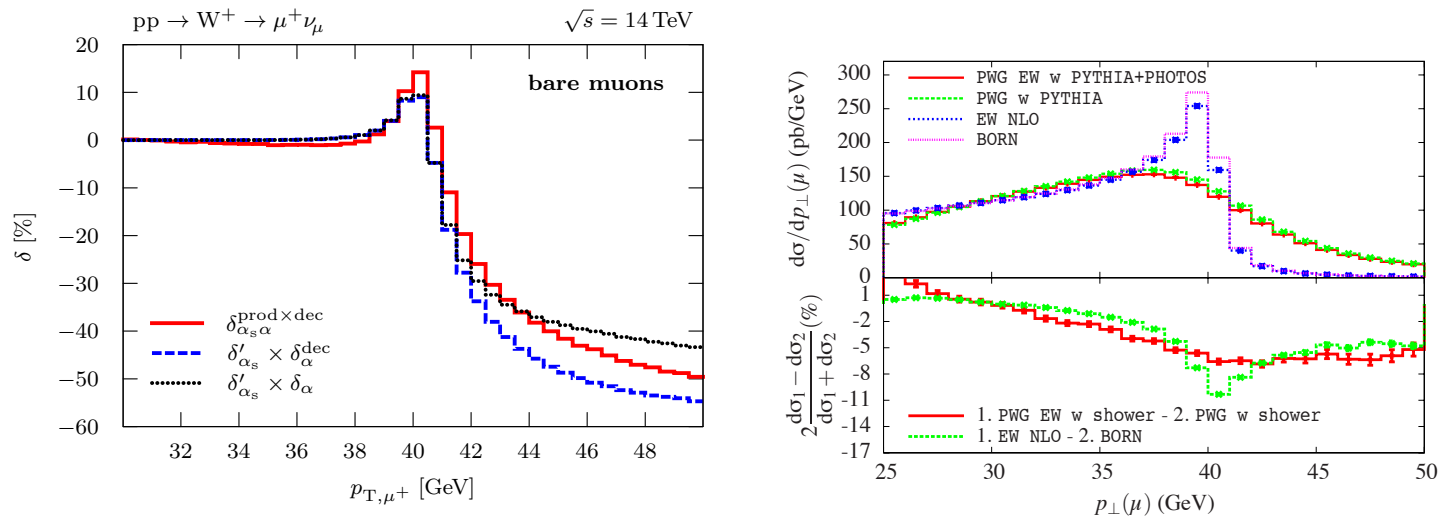 pp → W⁺ → μ⁺ν_μ √s = 14 TeV
bare muons
20
10
0
−10
−20
−30
−40
−50
−60
δ [%]
δ^{prod×dec}_{α_sα}
δ′_{α_s} × δ^{dec}_α
δ′_{α_s} × δ_α
32 34 36 38 40 42 44 46 48
p_{T,μ⁺} [GeV]
PWG EW w PYTHIA+PHOTOS
PWG w PYTHIA
EW NLO
BORN
300
250
200
150
100
50
0
dσ/dp⊥(μ) (pb/GeV)
1
-2
-5
-8
-11
-14
-17
2 (dσ₁ − dσ₂)/(dσ₁ + dσ₂) (%)
1. PWG EW w shower - 2. PWG w shower
1. EW NLO - 2. BORN
25 30 35 40 45 50
p⊥(μ) (GeV)